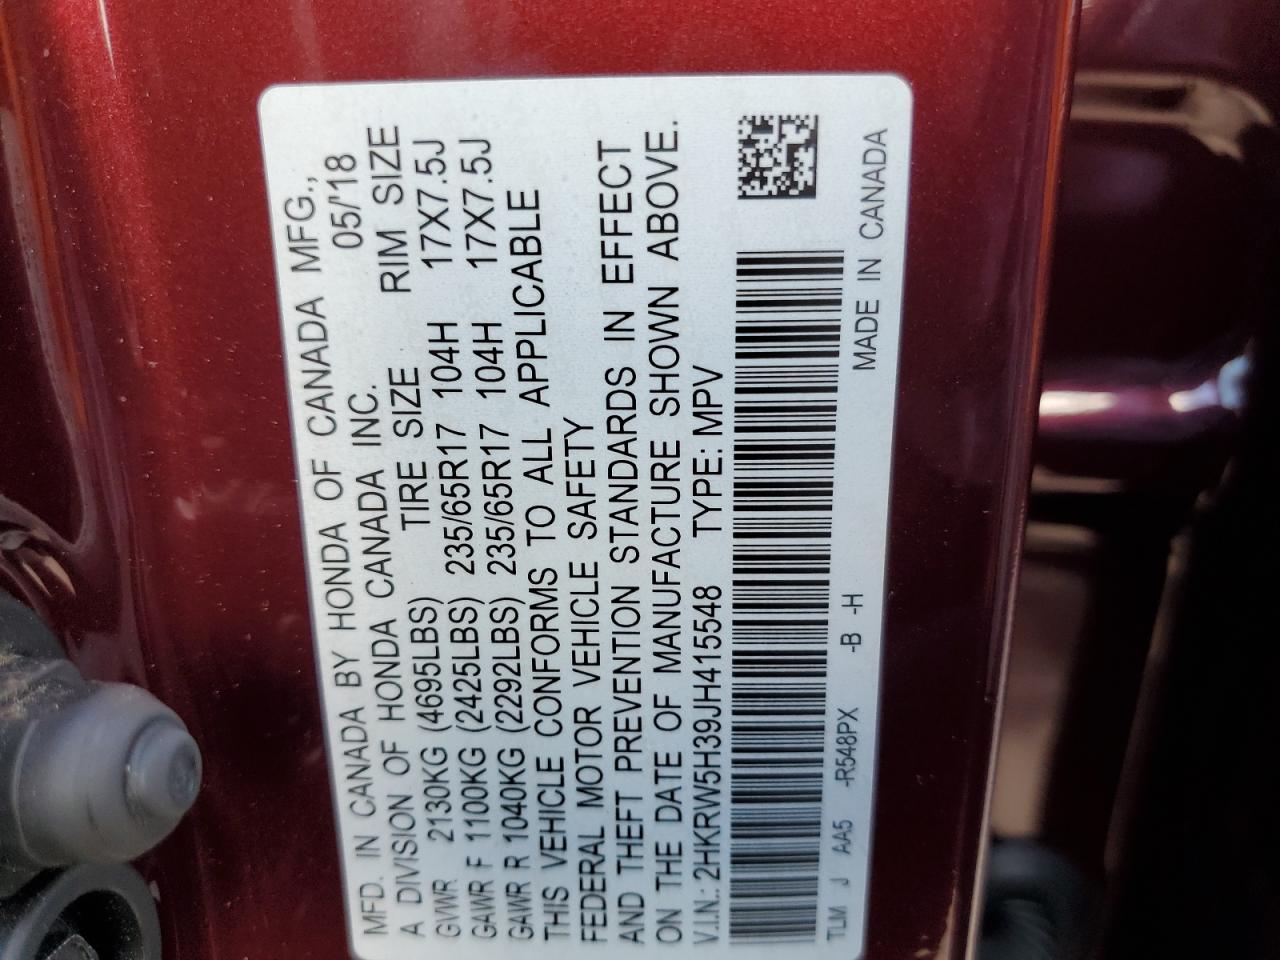 MFD. IN CANADA BY HONDA OF CANADA MFG.,
A DIVISION OF HONDA CANADA INC. 05/'18
TIRE SIZE RIM SIZE
GVWR 2130KG (4695LBS)
GAWR F 1100KG (2425LBS) 235/65R17 104H 17X7.5J
GAWR R 1040KG (2292LBS) 235/65R17 104H 17X7.5J
THIS VEHICLE CONFORMS TO ALL APPLICABLE
FEDERAL MOTOR VEHICLE SAFETY
AND THEFT PREVENTION STANDARDS IN EFFECT
ON THE DATE OF MANUFACTURE SHOWN ABOVE.
V.I.N.: 2HKRW5H39JH415548 TYPE: MPV
TLM J AA5 -R548PX -B -H
MADE IN CANADA